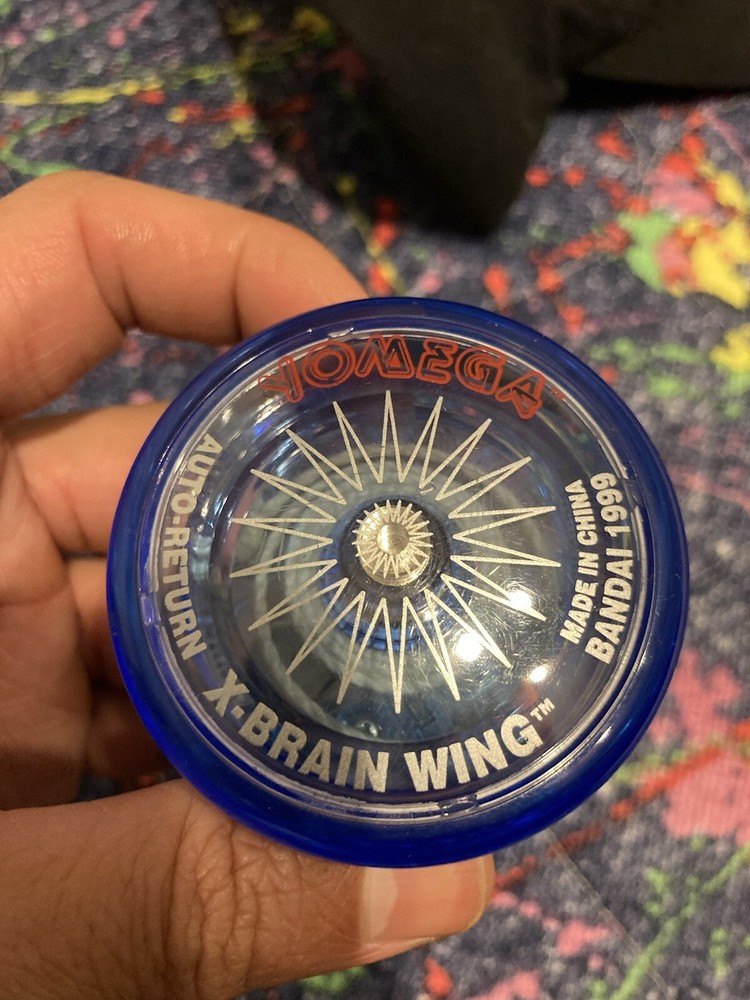 YOMEGA
AUTO-RETURN
MADE IN CHINA
BANDAI 1999
X-BRAIN WING™